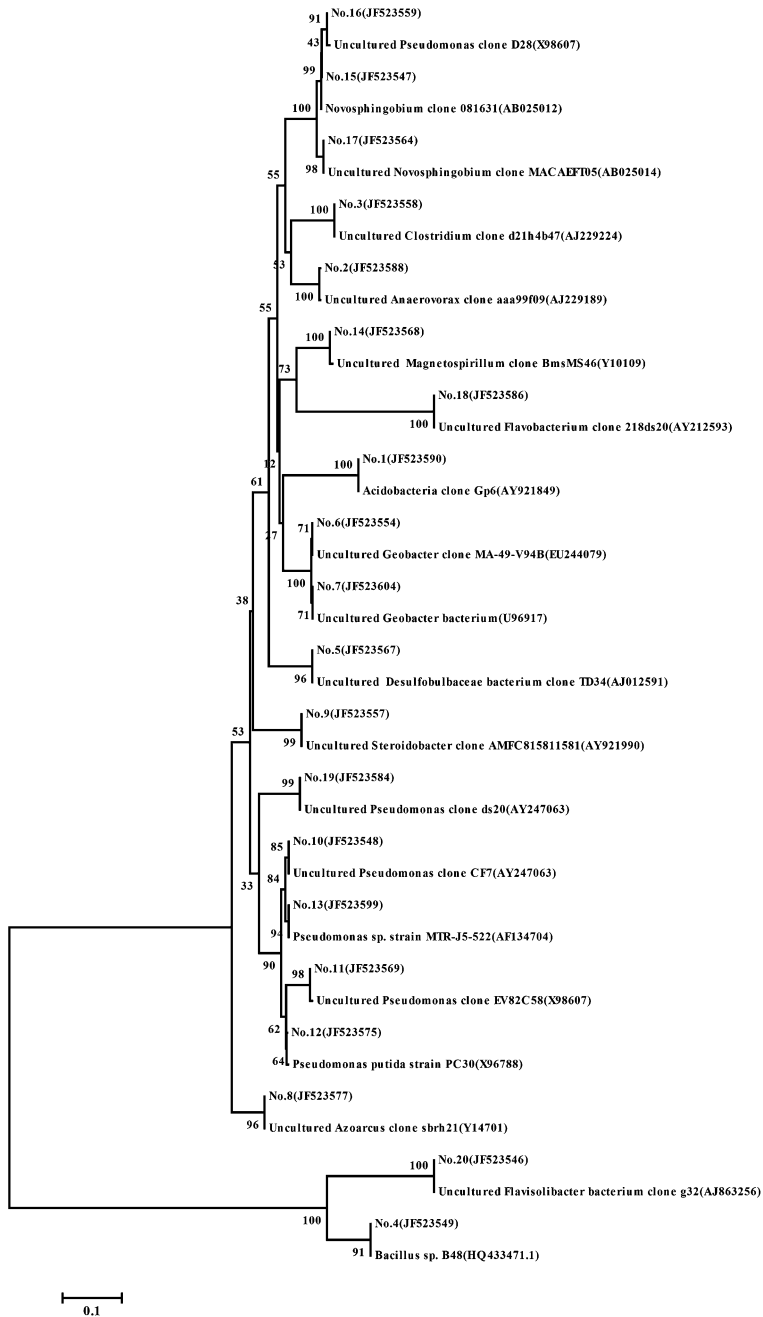 No.16(JF523559)
91
43
Uncultured Pseudomonas clone D28(X98607)
99
No.15(JF523547)
100
Novosphingobium clone 081631(AB025012)
No.17(JF523564)
98
Uncultured Novosphingobium clone MACAEFT05(AB025014)
55
No.3(JF523558)
100
Uncultured Clostridium clone d21h4b47(AJ229224)
53
No.2(JF523588)
100
Uncultured Anaerovorax clone aaa99f09(AJ229189)
55
No.14(JF523568)
100
Uncultured Magnetospirillum clone BmsMS46(Y10109)
73
No.18(JF523586)
100
Uncultured Flavobacterium clone 218ds20(AY212593)
12
No.1(JF523590)
100
61
Acidobacteria clone Gp6(AY921849)
No.6(JF523554)
71
27
Uncultured Geobacter clone MA-49-V94B(EU244079)
100
No.7(JF523604)
38
71
Uncultured Geobacter bacterium(U96917)
No.5(JF523567)
96
Uncultured Desulfobulbaceae bacterium clone TD34(AJ012591)
No.9(JF523557)
53
99
Uncultured Steroidobacter clone AMFC815811581(AY921990)
No.19(JF523584)
99
Uncultured Pseudomonas clone ds20(AY247063)
No.10(JF523548)
85
Uncultured Pseudomonas clone CF7(AY247063)
84
33
No.13(JF523599)
94
Pseudomonas sp. strain MTR-J5-522(AF134704)
90
No.11(JF523569)
98
Uncultured Pseudomonas clone EV82C58(X98607)
62
No.12(JF523575)
64
Pseudomonas putida strain PC30(X96788)
No.8(JF523577)
96
Uncultured Azoarcus clone sbrh21(Y14701)
No.20(JF523546)
100
Uncultured Flavisolibacter bacterium clone g32(AJ863256)
100
No.4(JF523549)
91
Bacillus sp. B48(HQ433471.1)
0.1